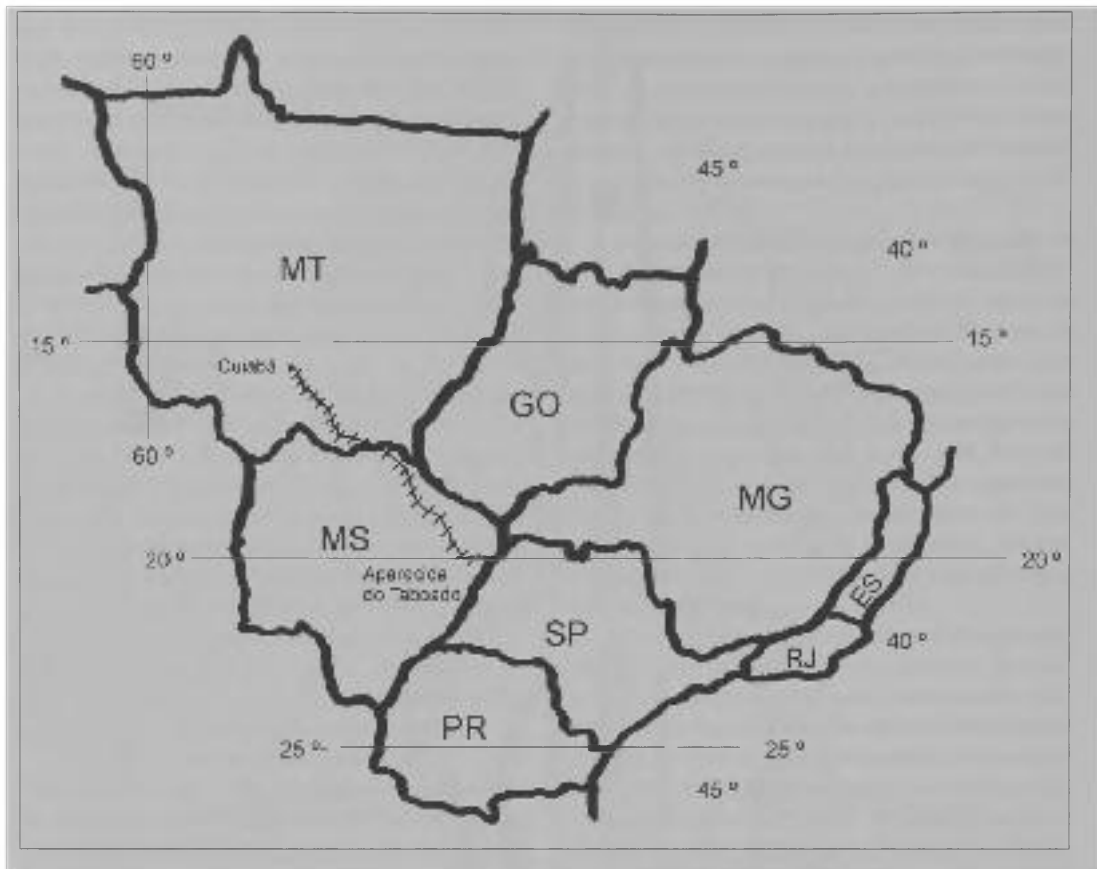 60 º
45 º
40 º
MT
15 º
15 º
Cuiabá
GO
60 º
MG
MS
20 º
20 º
Aparecida
do Taboado
ES
SP
40 º
RJ
PR
25 º
25 º
45 º